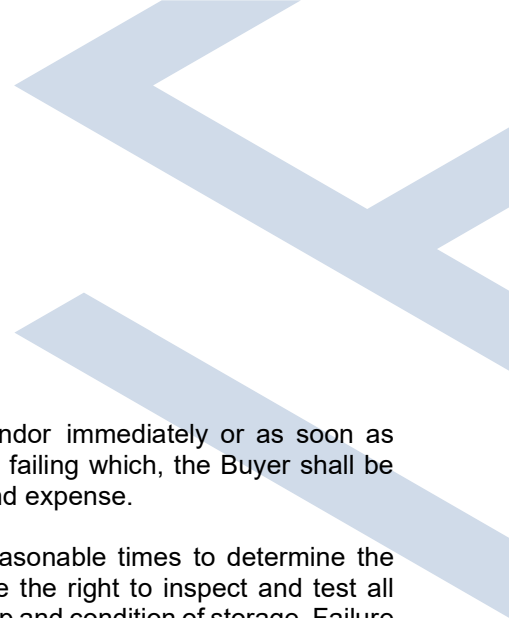 ndor immediately or as soon as
failing which, the Buyer shall be
nd expense.
easonable times to determine the
e the right to inspect and test all
p and condition of storage. Failure